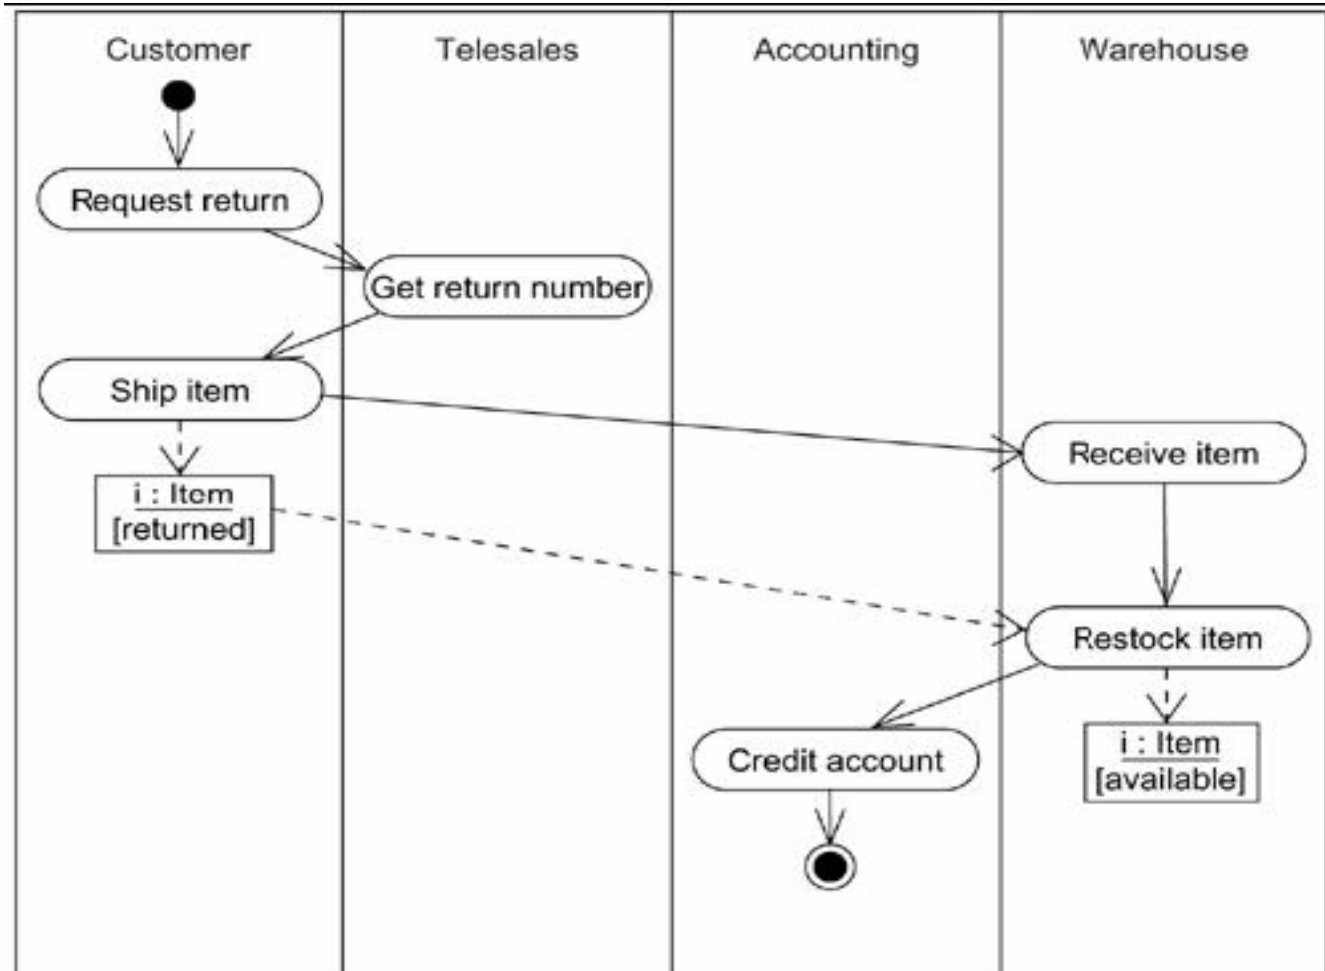 Customer
Telesales
Accounting
Warehouse
Request return
Get return number
Ship item
Receive item
i : Item
[returned]
Restock item
Credit account
i : Item
[available]